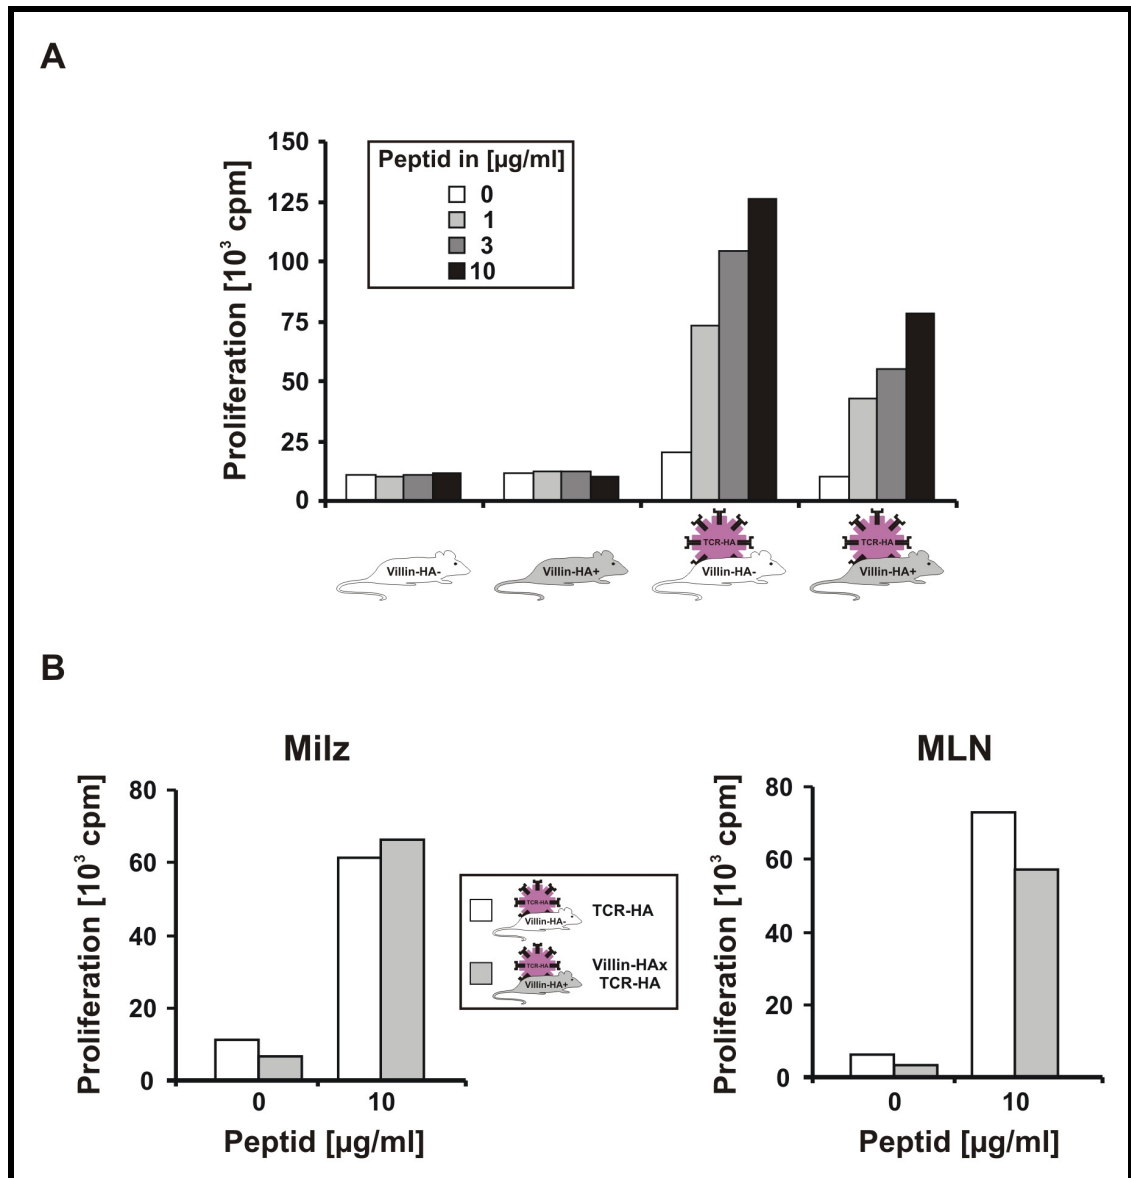 A
Proliferation [10³ cpm]
150
125
100
75
50
25
0
Peptid in [µg/ml]
0
1
3
10
TCR-HA
TCR-HA
Villin-HA-
Villin-HA+
Villin-HA-
Villin-HA+
B
Milz
Proliferation [10³ cpm]
80
60
40
20
0
0
10
Peptid [µg/ml]
TCR-HA
Villin-HA-
TCR-HA
TCR-HA
Villin-HA+
Villin-HAx
TCR-HA
MLN
Proliferation [10³ cpm]
80
60
40
20
0
0
10
Peptid [µg/ml]